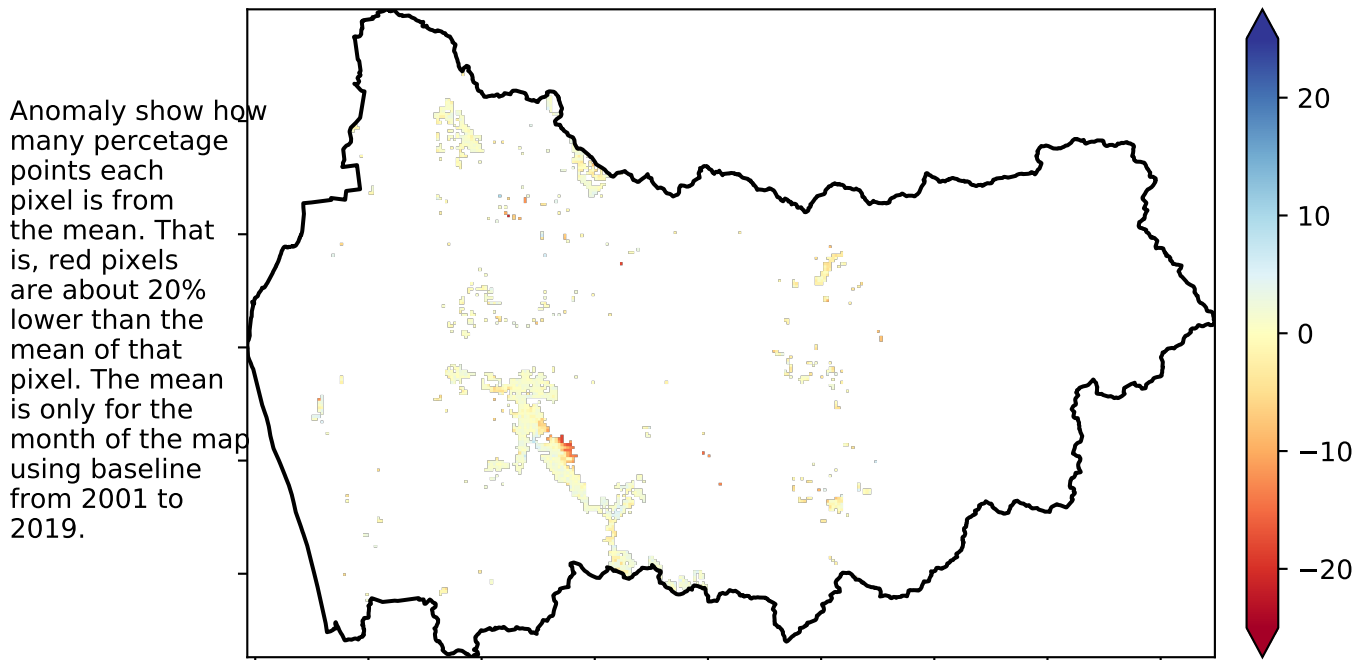 Anomaly show how
many percetage
points each
pixel is from
the mean. That
is, red pixels
are about 20%
lower than the
mean of that
pixel. The mean
is only for the
month of the map
using baseline
from 2001 to
2019.
20
10
0
−10
−20